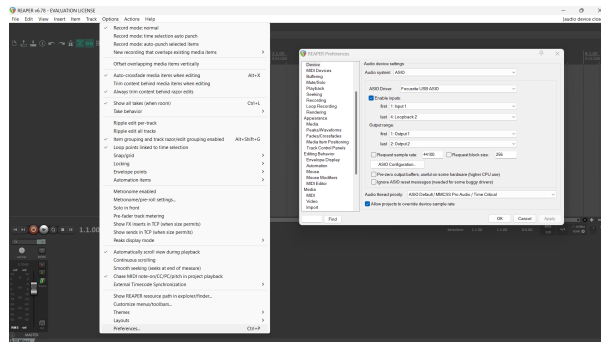 REAPER v6.78 - EVALUATION LICENSE
File Edit View Insert Item Track Options Actions Help
[audio device close
Record mode: normal
Record mode: time selection auto punch
Record mode: auto-punch selected items
New recording that overlaps existing media items
Offset overlapping media items vertically
Auto-crossfade media items when editing Alt+X
Trim content behind media items when editing
Always trim content behind razor edits
Show all takes (when room) Ctrl+L
Take behavior
Ripple edit per-track
Ripple edit all tracks
Item grouping and track razor/edit grouping enabled Alt+Shift+G
Loop points linked to time selection
Snap/grid
Locking
Envelope points
Automation items
Metronome enabled
Metronome/pre-roll settings...
Solo in front
Pre-fader track metering
Show FX inserts in TCP (when size permits)
Show sends in TCP (when size permits)
Peaks display mode
Automatically scroll view during playback
Continuous scrolling
Smooth seeking (seeks at end of measure)
Chase MIDI note-on/CC/PC/pitch in project playback
External Timecode Synchronization
Show REAPER resource path in explorer/finder...
Customize menus/toolbars...
Themes
Layouts
Preferences... Ctrl+P
REAPER Preferences
Device
MIDI Devices
Buffering
Mute/Solo
Playback
Seeking
Recording
Loop Recording
Rendering
Appearance
Media
Peaks/Waveforms
Fades/Crossfades
Media Item Positioning
Track Control Panels
Editing Behavior
Envelope Display
Automation
Mouse
Mouse Modifiers
MIDI Editor
Media
MIDI
Video
Import
Find
Audio device settings
Audio system: ASIO
ASIO Driver: Focusrite USB ASIO
Enable inputs:
first 1: Input 1
last 4: Loopback 2
Output range:
first 1: Output 1
last 2: Output 2
Request sample rate: 44100 Request block size: 256
ASIO Configuration...
Pre-zero output buffers, useful on some hardware (higher CPU use)
Ignore ASIO reset messages (needed for some buggy drivers)
Audio thread priority: ASIO Default / MMCSS Pro Audio / Time Critical
Allow projects to override device sample rate
OK Cancel Apply
1.1.00
MASTER